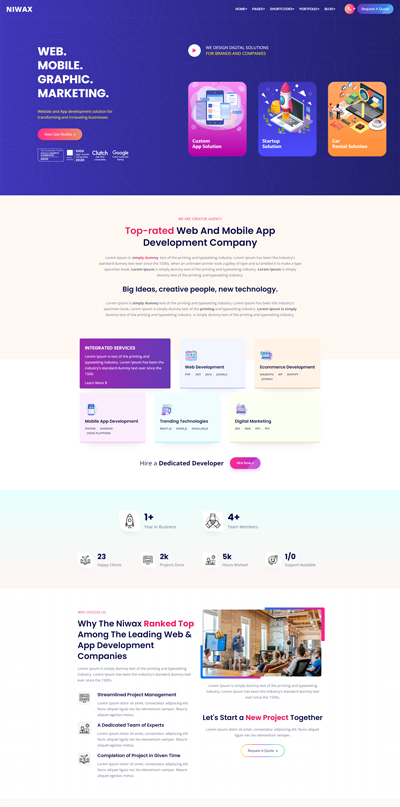 NIWAX
HOME+ PAGES+ SHORTCODES+ PORTFOLIO+ BLOG+
Request A Quote
WEB.
MOBILE.
GRAPHIC.
MARKETING.
Website and App development solution for
transforming and innovating businesses.
WE DESIGN DIGITAL SOLUTIONS
FOR BRANDS AND COMPANIES
Custom
App Solution
Startup
Solution
Car
Rental Solution
Clutch
Google
WE ARE CREATIVE AGENCY
Top-rated Web And Mobile App
Development Company
Lorem Ipsum is simply dummy text of the printing and typesetting industry. Lorem Ipsum has been the
industry's standard dummy text ever since the 1500s, when an unknown printer took a galley of type and scrambled it to make a type
specimen book. Lorem Ipsum is simply dummy text of the printing and typesetting industry. Lorem Ipsum has been the
industry's standard dummy text ever since the 1500s.
Big Ideas, creative people, new technology.
Lorem Ipsum is simply dummy text of the printing and typesetting industry. Lorem Ipsum is simply
dummy text of the printing and typesetting industry. Lorem Ipsum is simply
dummy text of the printing and typesetting industry. is simply dummy text of the printing and typesetting industry.
INTEGRATED SERVICES
Lorem Ipsum is text of the printing and
typesetting industry. Lorem Ipsum has been the
industry's standard dummy text ever since the
1500s.
Learn More
Web Development
PHP .NET JAVA JOOMLA
Ecommerce Development
MAGENTO WP SHOPIFY
JOOMLA
Mobile App Development
IPHONE ANDROID
CROSS PLATFORM
Trending Technologies
REACT.JS NODE.JS ANGULAR.JS
Digital Marketing
SEO SMO PPC PPC
Hire a Dedicated Developer
Hire Now
1+
Year in Business
4+
Team Members
23
Happy Clients
2k
Projects Done
5k
Hours Worked
1/0
Support Available
WHY CHOOSE US
Why The Niwax Ranked Top
Among The Leading Web &
App Development
Companies
Lorem Ipsum is simply dummy text of the printing and typesetting
industry. Lorem Ipsum has been the industry's standard dummy text
ever since the 1500s.
Streamlined Project Management
Lorem ipsum dolor sit amet, consectetur adipiscing elit.
Nunc aliquet ligula nec leo elementum semper. Mauris
aliquet egestas metus.
A Dedicated Team of Experts
Lorem ipsum dolor sit amet, consectetur adipiscing elit.
Nunc aliquet ligula nec leo elementum semper. Mauris
aliquet egestas metus.
Completion of Project in Given Time
Lorem ipsum dolor sit amet, consectetur adipiscing elit.
Nunc aliquet ligula nec leo elementum semper. Mauris
aliquet egestas metus.
Lorem Ipsum is simply dummy text of the printing and typesetting
industry. Lorem Ipsum has been the industry's standard dummy text
ever since the 1500s.
Let's Start a New Project Together
Lorem ipsum dolor sit amet, consectetur adipiscing elit. Nunc
aliquet ligula nec leo elementum semper. Mauris aliquet egestas
metus.
Request A Quote